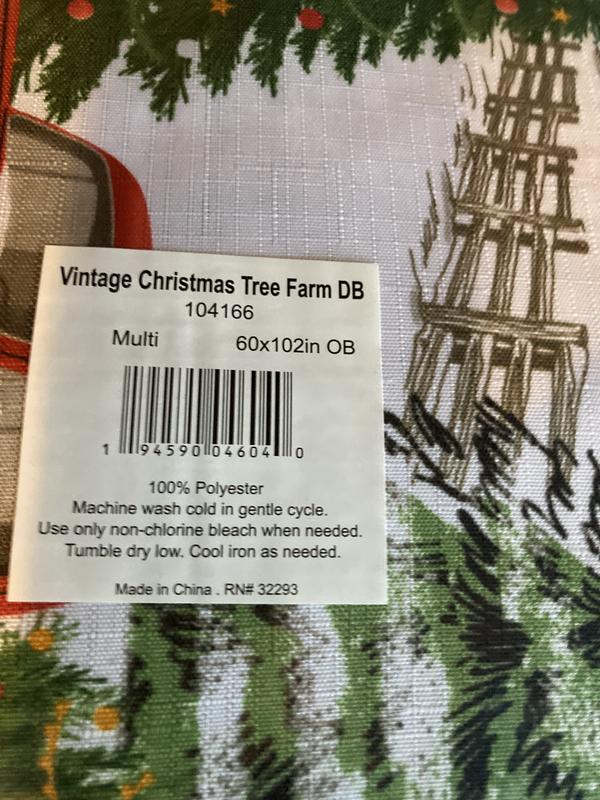 Vintage Christmas Tree Farm DB
104166
Multi 60x102in OB
1 94590 04604 0
100% Polyester
Machine wash cold in gentle cycle.
Use only non-chlorine bleach when needed.
Tumble dry low. Cool iron as needed.
Made in China . RN# 32293